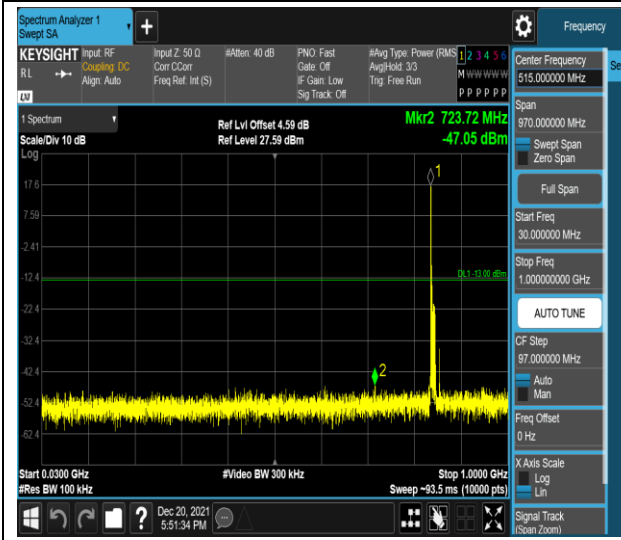 Spectrum Analyzer 1
Swept SA
+
Frequency
KEYSIGHT
RL
LXI
Input: RF
Coupling: DC
Align: Auto
Input Z: 50 Ω
Corr CCorr
Freq Ref: Int (S)
#Atten: 40 dB
PNO: Fast
Gate: Off
IF Gain: Low
Sig Track: Off
#Avg Type: Power (RMS
Avg|Hold: 3/3
Trig: Free Run
1 2 3 4 5 6
M W W W W W
P P P P P P
1 Spectrum
Scale/Div 10 dB
Log
Ref Lvl Offset 4.59 dB
Ref Level 27.59 dBm
Mkr2 723.72 MHz
-47.05 dBm
1
17.6
7.59
-2.41
-12.4
DL1 -13.00 dBm
-22.4
-32.4
-42.4
2
-52.4
-62.4
Start 0.0300 GHz
#Res BW 100 kHz
#Video BW 300 kHz
Stop 1.0000 GHz
Sweep ~93.5 ms (10000 pts)
Dec 20, 2021
5:51:34 PM
?
Center Frequency
515.000000 MHz
Se
Span
970.000000 MHz
Swept Span
Zero Span
Full Span
Start Freq
30.000000 MHz
Stop Freq
1.000000000 GHz
AUTO TUNE
CF Step
97.000000 MHz
Auto
Man
Freq Offset
0 Hz
X Axis Scale
Log
Lin
Signal Track
(Span Zoom)